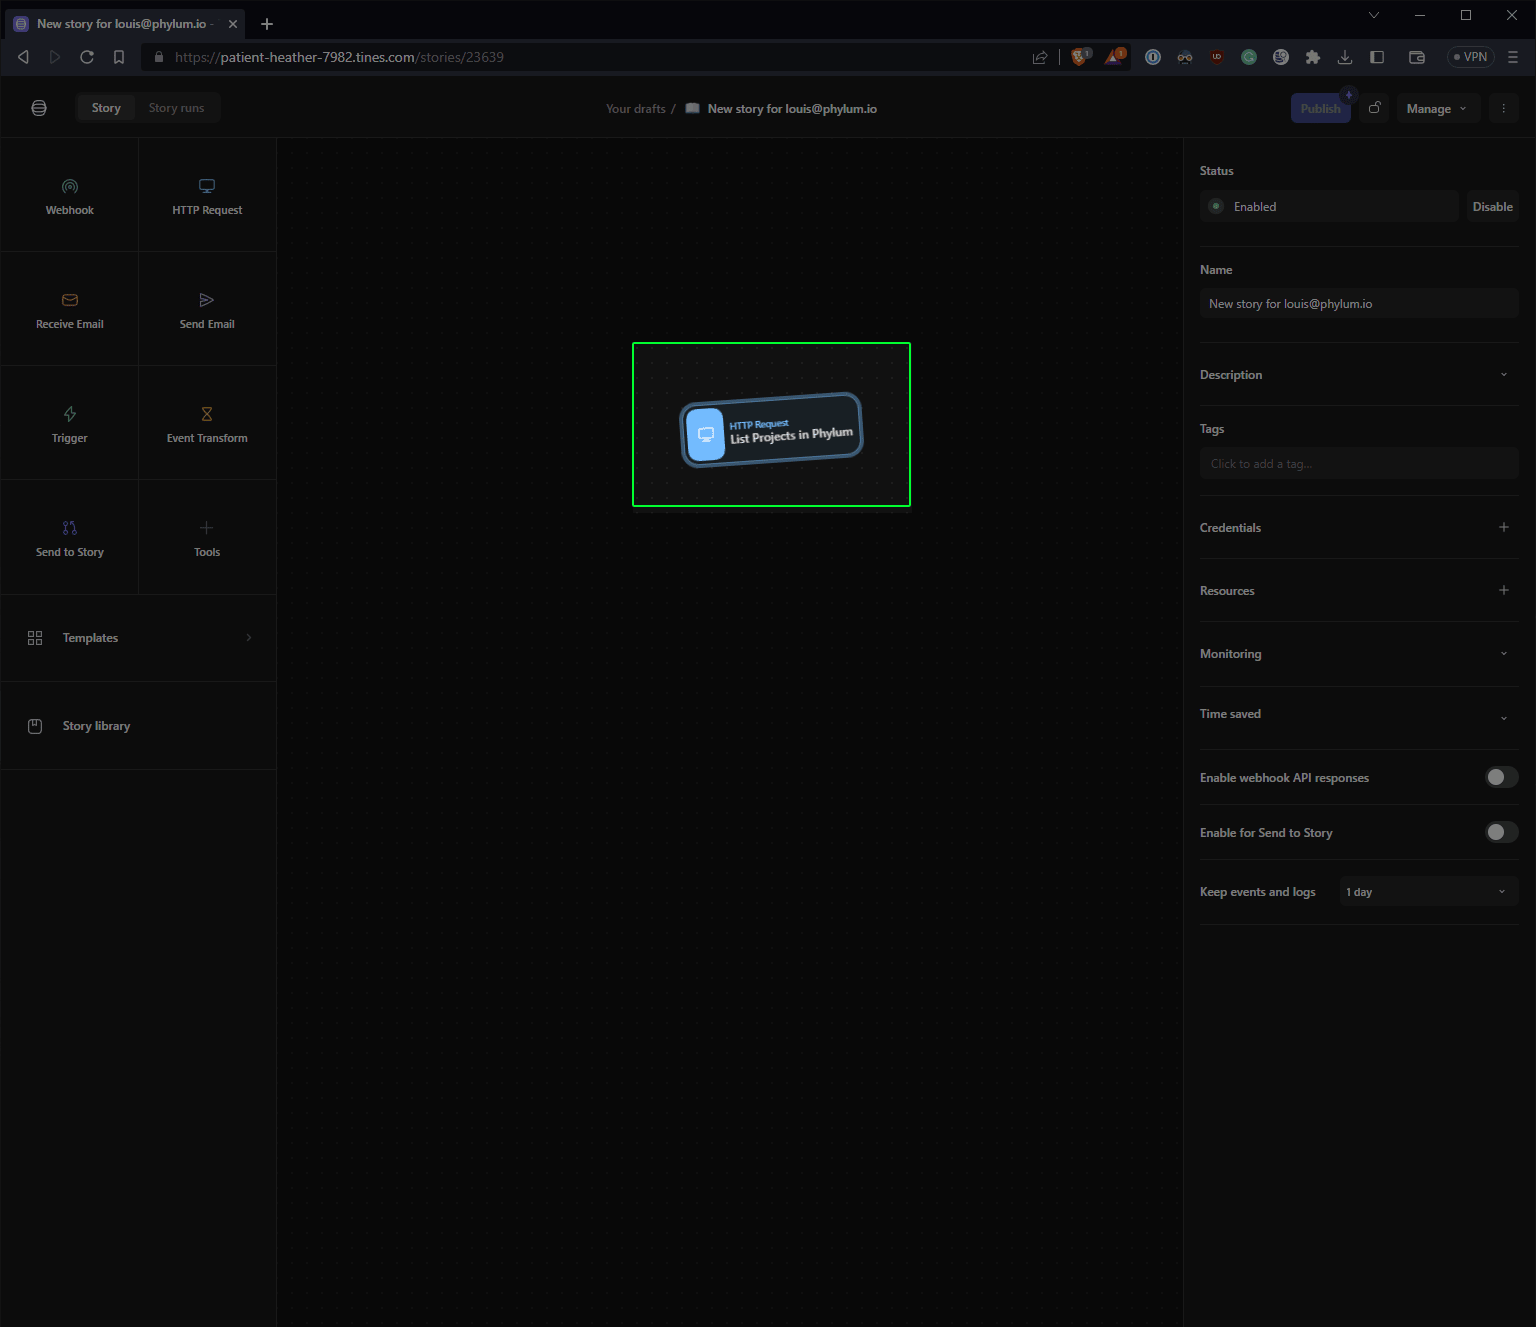 New story for louis@phylum.io -
https://patient-heather-7982.tines.com/stories/23639
1
1
VPN
Story
Story runs
Your drafts / New story for louis@phylum.io
Publish
Manage
Webhook
HTTP Request
Receive Email
Send Email
Trigger
Event Transform
Send to Story
Tools
Templates
Story library
HTTP Request
List Projects in Phylum
Status
Enabled
Disable
Name
New story for louis@phylum.io
Description
Tags
Click to add a tag...
Credentials
Resources
Monitoring
Time saved
Enable webhook API responses
Enable for Send to Story
Keep events and logs
1 day